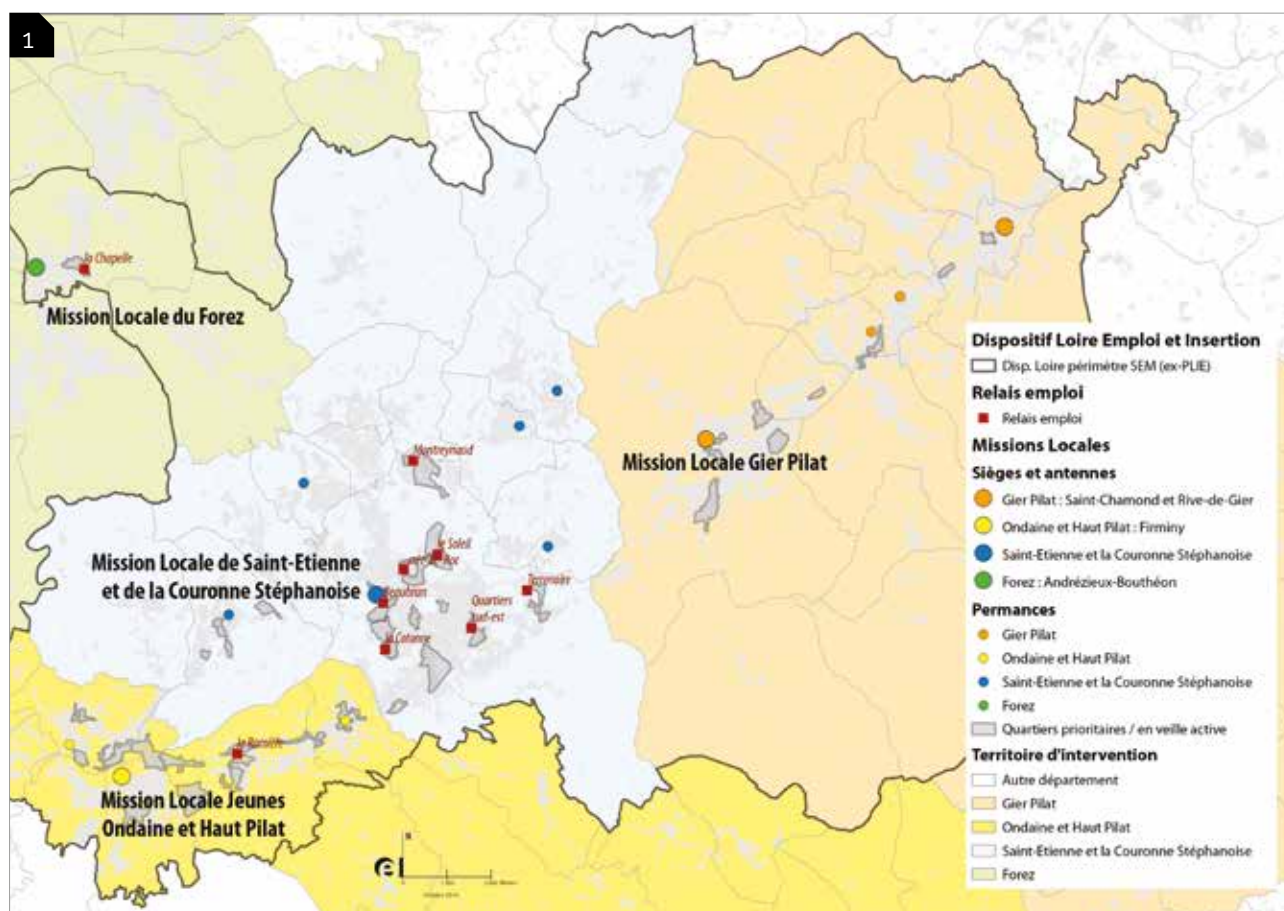 1
la Chapelle
Mission Locale du Forez
Montreynaud
Mission Locale Gier Pilat
le Soleil
Mission Locale de Saint-Etienne
et de la Couronne Stéphanoise
Beaubrun
Terrenoire
Quartiers
sud-est
la Cotonne
Mission Locale Jeunes
Ondaine et Haut Pilat
Dispositif Loire Emploi et Insertion
Disp. Loire périmètre SEM (ex-PLIE)
Relais emploi
Relais emploi
Missions Locales
Sièges et antennes
Gier Pilat : Saint-Chamond et Rive-de-Gier
Ondaine et Haut Pilat : Firminy
Saint-Etienne et la Couronne Stéphanoise
Forez : Andrézieux-Bouthéon
Permances
Gier Pilat
Ondaine et Haut Pilat
Saint-Etienne et la Couronne Stéphanoise
Forez
Quartiers prioritaires / en veille active
Territoire d'intervention
Autre département
Gier Pilat
Ondaine et Haut Pilat
Saint-Etienne et la Couronne Stéphanoise
Forez